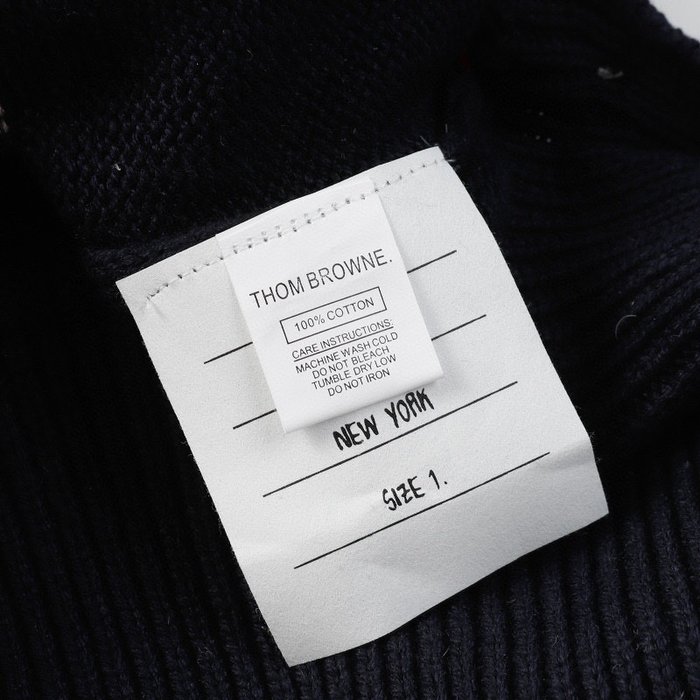 THOM BROWNE.
100% COTTON
CARE INSTRUCTIONS:
MACHINE WASH COLD
DO NOT BLEACH
TUMBLE DRY LOW
DO NOT IRON
NEW YORK
SIZE 1.